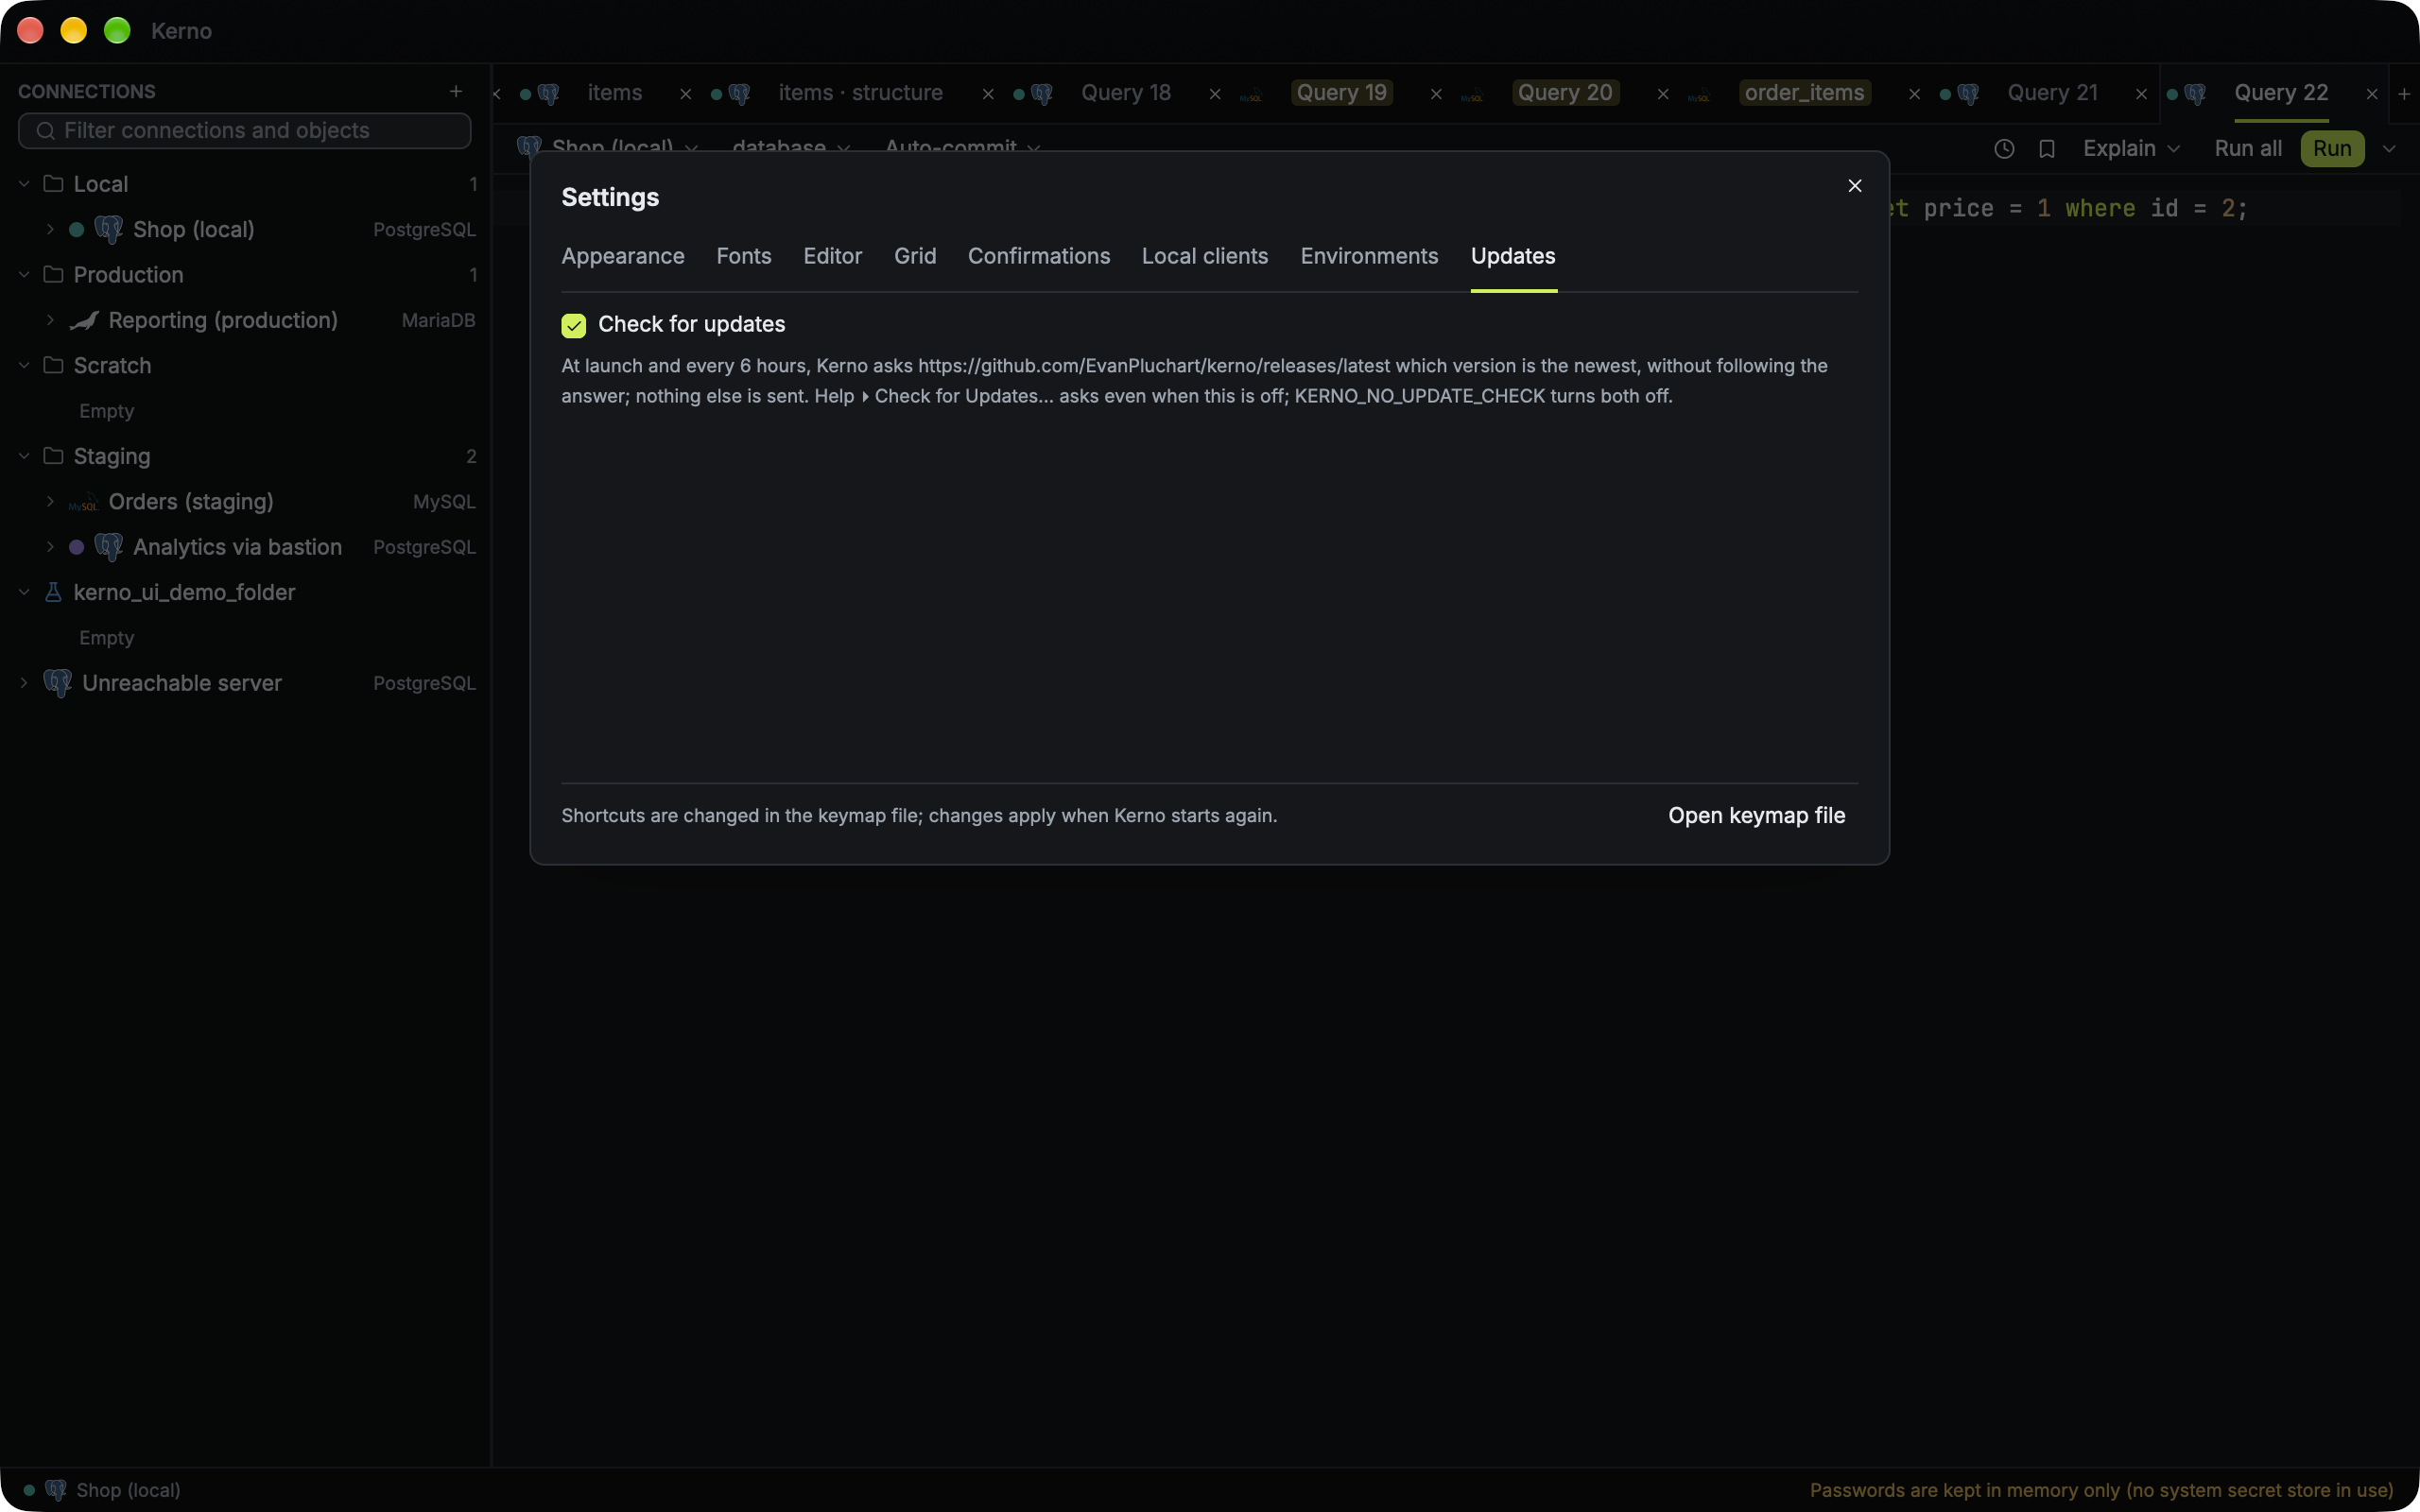 Kerno
CONNECTIONS
Filter connections and objects
Local 1
Shop (local) PostgreSQL
Production 1
Reporting (production) MariaDB
Scratch
Empty
Staging 2
Orders (staging) MySQL
Analytics via bastion PostgreSQL
kerno_ui_demo_folder
Empty
Unreachable server PostgreSQL
items
items · structure
Query 18
Query 19
Query 20
order_items
Query 21
Query 22
Shop (local) database Auto-commit
Explain Run all Run
price = 1 where id = 2;
Settings
Appearance Fonts Editor Grid Confirmations Local clients Environments Updates
Check for updates
At launch and every 6 hours, Kerno asks https://github.com/EvanPluchart/kerno/releases/latest which version is the newest, without following the
answer; nothing else is sent. Help ▸ Check for Updates... asks even when this is off; KERNO_NO_UPDATE_CHECK turns both off.
Shortcuts are changed in the keymap file; changes apply when Kerno starts again.
Open keymap file
Shop (local)
Passwords are kept in memory only (no system secret store in use)